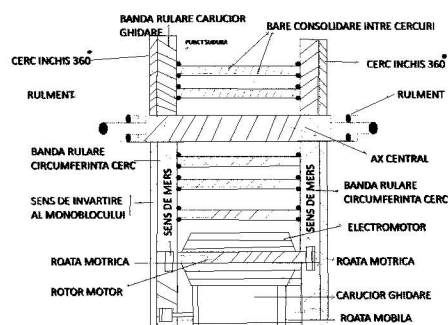 BANDA RULARE CARUCIOR
GHIDARE
PUNCT SUDURA
BARE CONSOLIDARE INTRE CERCURI
CERC INCHIS 360°
CERC INCHIS 360°
RULMENT
RULMENT
AX CENTRAL
BANDA RULARE
CIRCUMFERINTA CERC
BANDA RULARE
CIRCUMFERINTA CERC
SENS DE INVARTIRE
AL MONOBLOCULUI
SENS DE MERS
SENS DE MERS
ELECTROMOTOR
ROATA MOTRICA
ROATA MOTRICA
ROTOR MOTOR
CARUCIOR GHIDARE
ROATA MOBILA